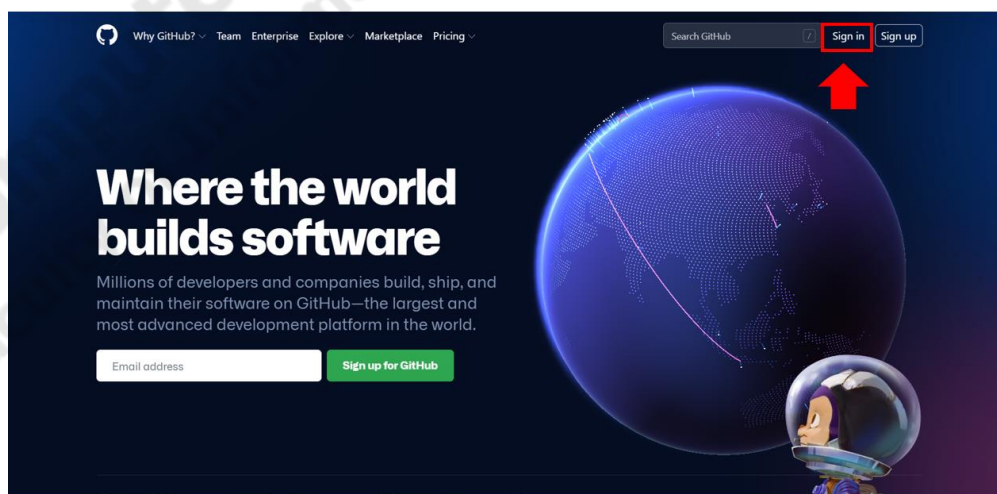 Why GitHub? Team Enterprise Explore Marketplace Pricing Search GitHub / Sign in Sign up
Where the world
builds software
Millions of developers and companies build, ship, and
maintain their software on GitHub—the largest and
most advanced development platform in the world.
Email address Sign up for GitHub